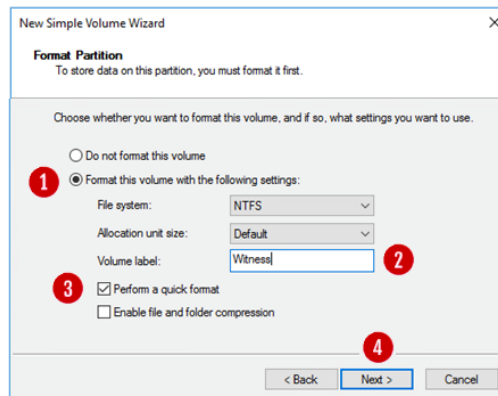 New Simple Volume Wizard
Format Partition
To store data on this partition, you must format it first.
Choose whether you want to format this volume, and if so, what settings you want to use.
Do not format this volume
1 Format this volume with the following settings:
File system: NTFS
Allocation unit size: Default
Volume label: Witness 2
3 Perform a quick format
Enable file and folder compression
4
< Back Next > Cancel